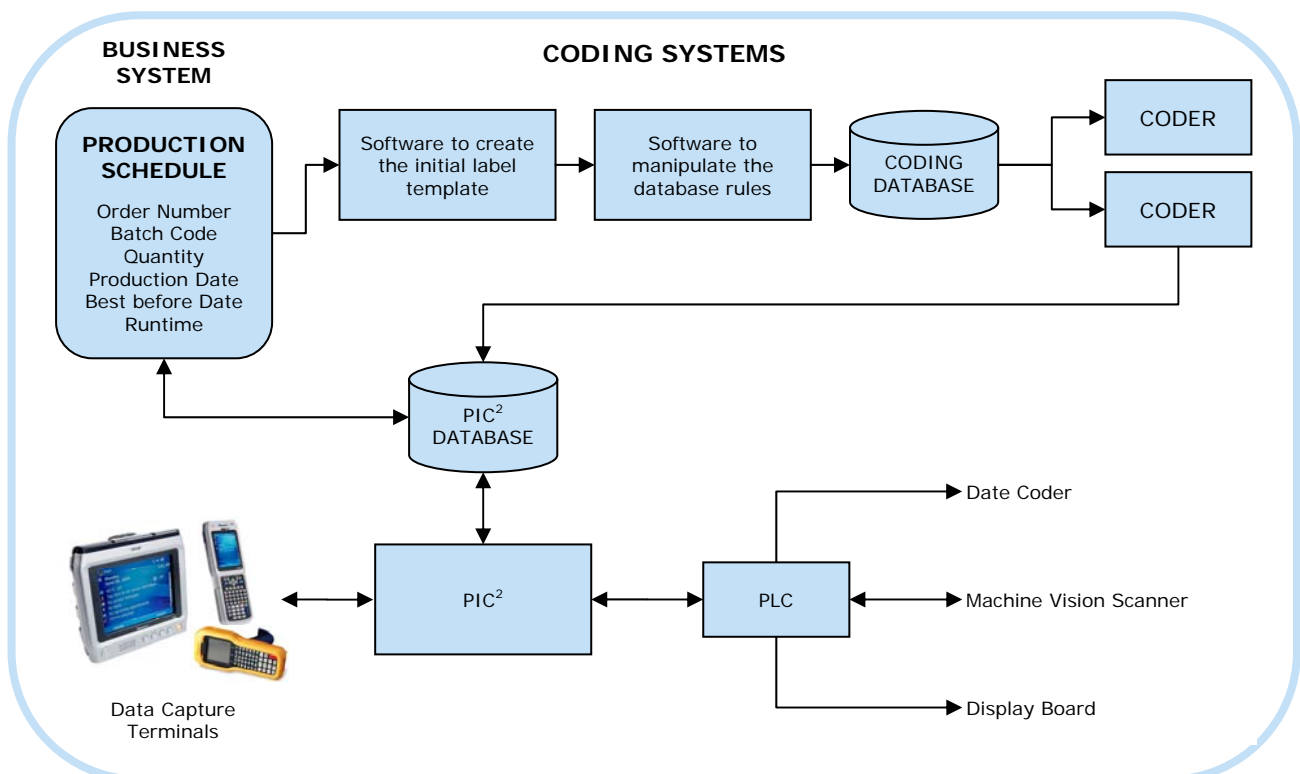 BUSINESS
SYSTEM
CODING SYSTEMS
PRODUCTION
SCHEDULE
Order Number
Batch Code
Quantity
Production Date
Best before Date
Runtime
Software to create
the initial label
template
Software to
manipulate the
database rules
CODING
DATABASE
CODER
CODER
PIC²
DATABASE
Data Capture
Terminals
PIC²
PLC
Date Coder
Machine Vision Scanner
Display Board